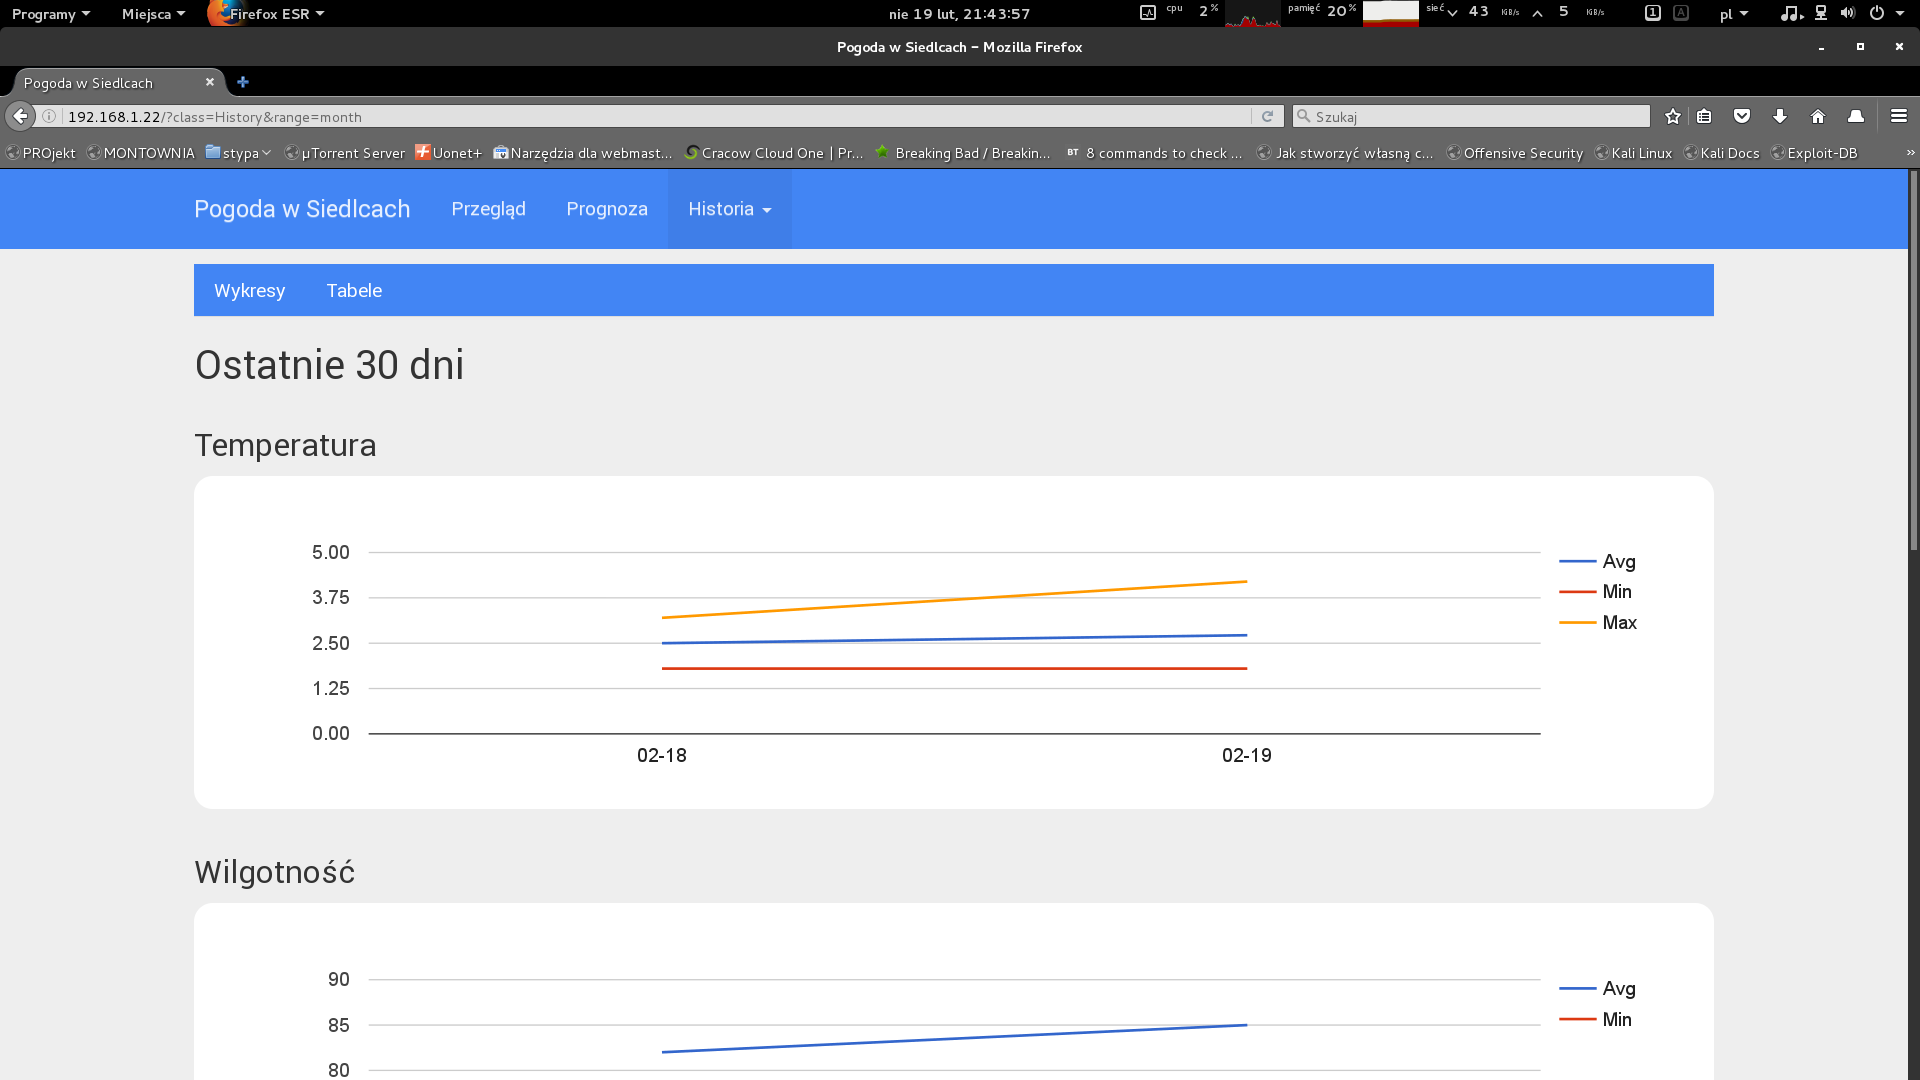 Programy Miejsca Firefox ESR nie 19 lut, 21:43:57 cpu 2 % pamięć 20 % sieć 43 KiB/s 5 KiB/s 1 A pl
Pogoda w Siedlcach – Mozilla Firefox
Pogoda w Siedlcach
192.168.1.22/?class=History&range=month Szukaj
PROjekt MONTOWNIA stypa µTorrent Server Uonet+ Narzędzia dla webmast... Cracow Cloud One | Pr... Breaking Bad / Breakin... BT 8 commands to check ... Jak stworzyć własną c... Offensive Security Kali Linux Kali Docs Exploit-DB »
Pogoda w Siedlcach Przegląd Prognoza Historia
Wykresy Tabele
Ostatnie 30 dni
Temperatura
5.00
3.75
2.50
1.25
0.00
02-18 02-19
Avg
Min
Max
Wilgotność
90
85
80
Avg
Min